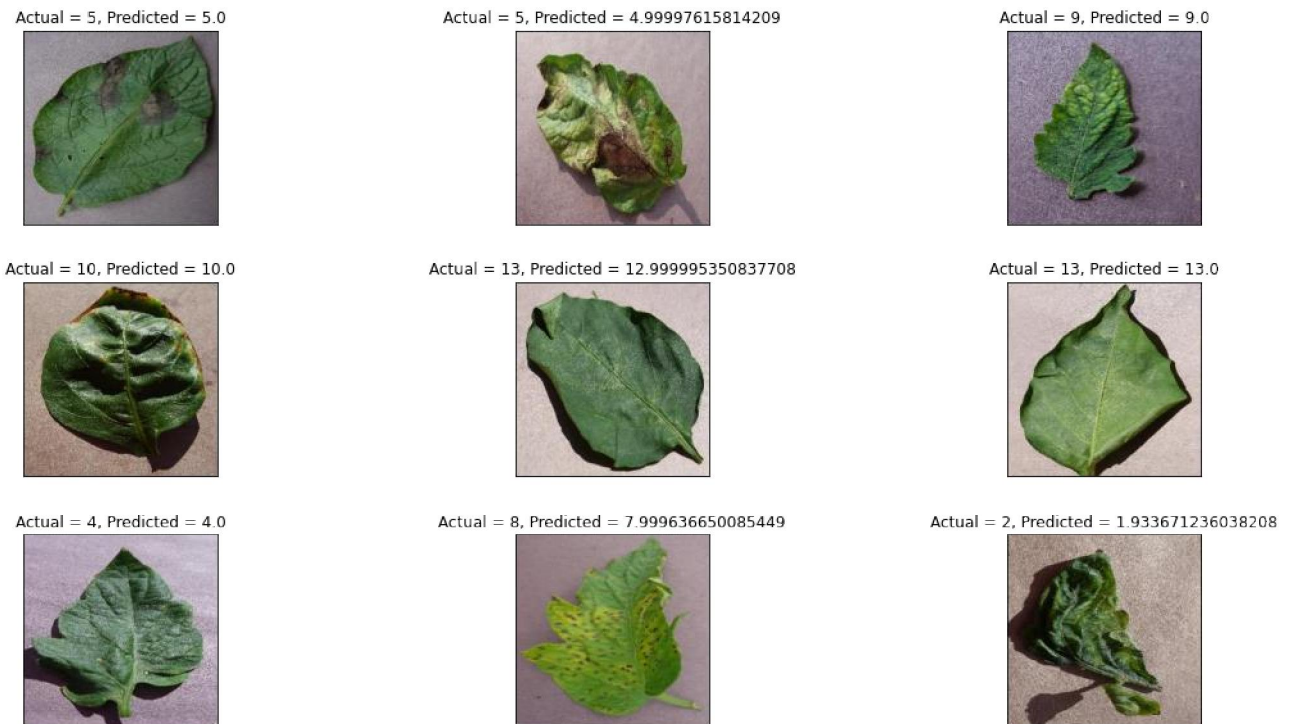 Actual = 5, Predicted = 5.0
Actual = 5, Predicted = 4.99997615814209
Actual = 9, Predicted = 9.0
Actual = 10, Predicted = 10.0
Actual = 13, Predicted = 12.999995350837708
Actual = 13, Predicted = 13.0
Actual = 4, Predicted = 4.0
Actual = 8, Predicted = 7.999636650085449
Actual = 2, Predicted = 1.933671236038208